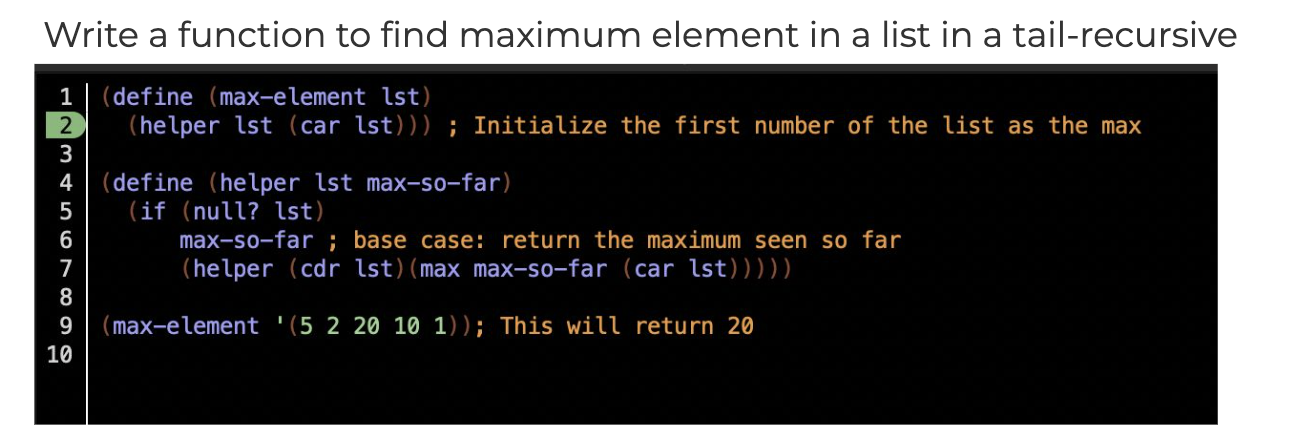 Write a function to find maximum element in a list in a tail-recursive
1 (define (max-element lst)
2 (helper lst (car lst))) ; Initialize the first number of the list as the max
3
4 (define (helper lst max-so-far)
5 (if (null? lst)
6 max-so-far ; base case: return the maximum seen so far
7 (helper (cdr lst)(max max-so-far (car lst)))))
8
9 (max-element '(5 2 20 10 1)); This will return 20
10